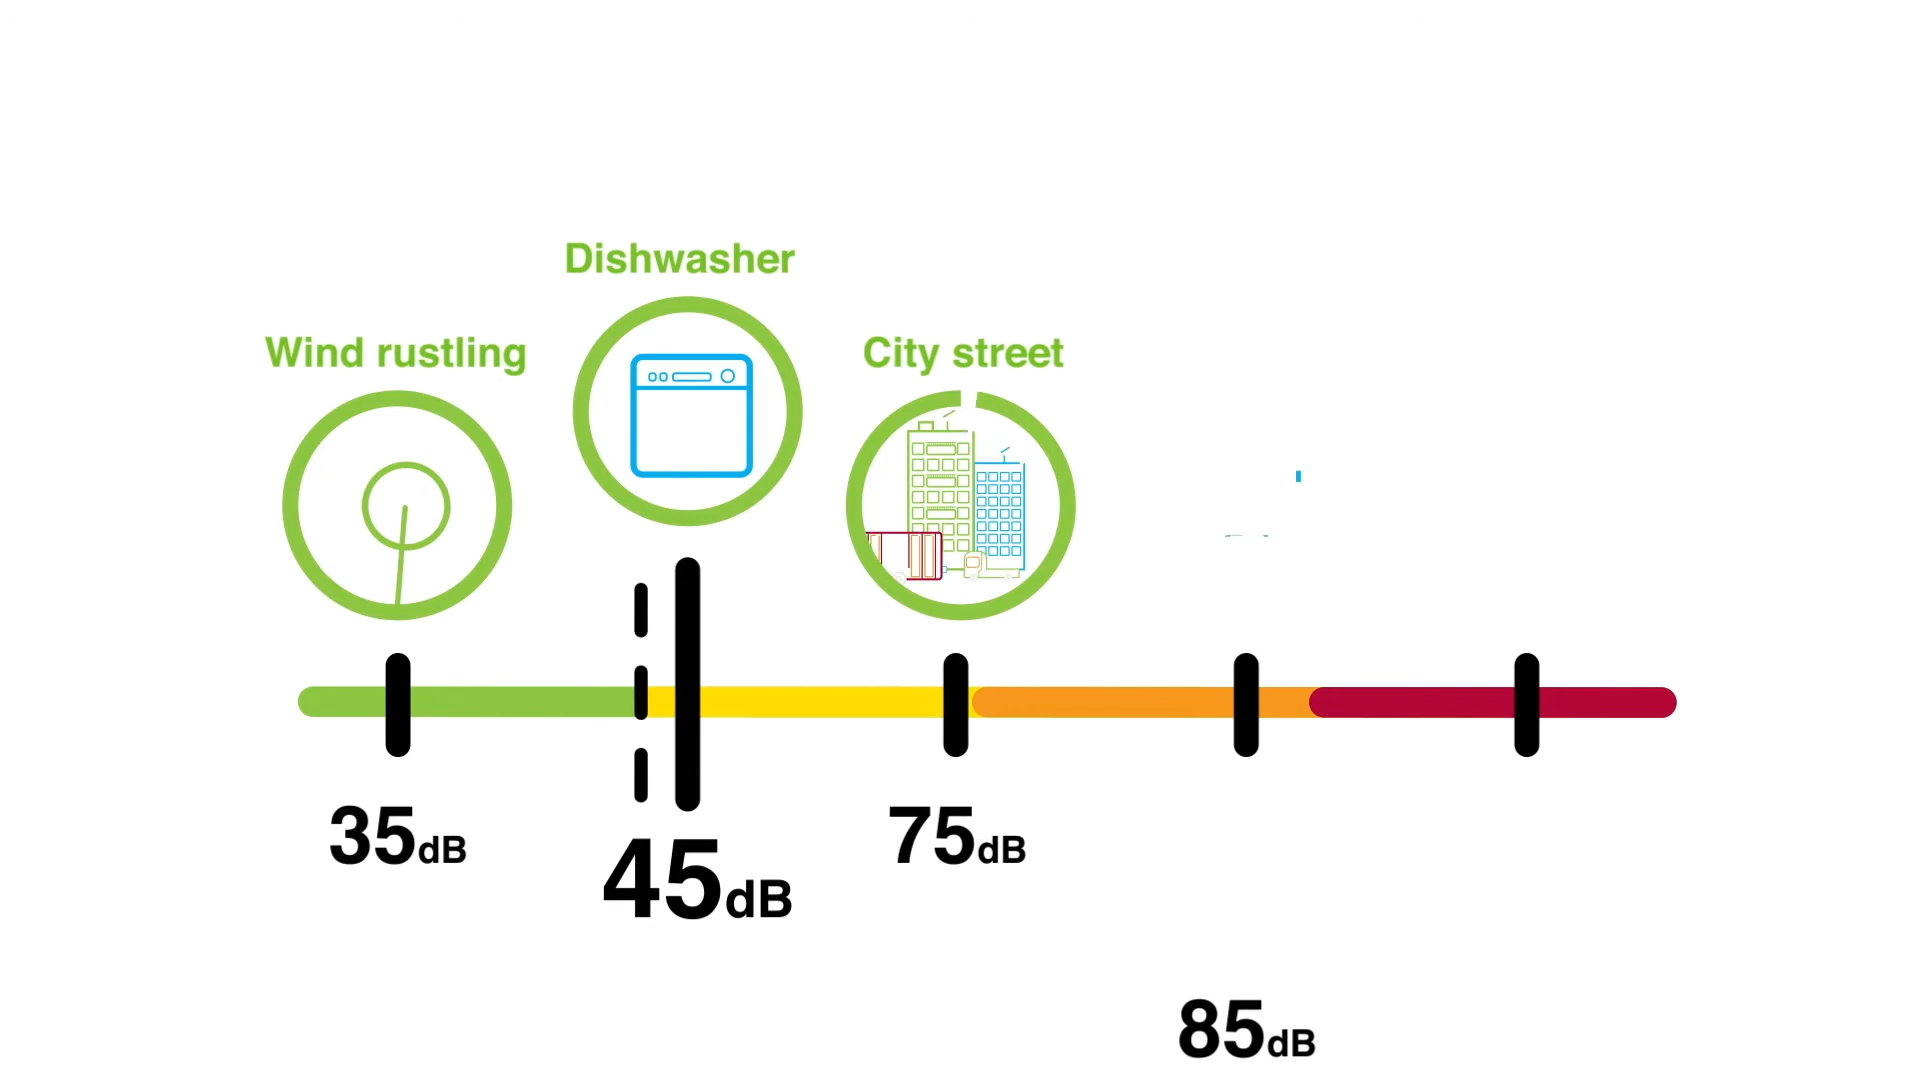 Dishwasher
Wind rustling
City street
35dB
45dB
75dB
85dB